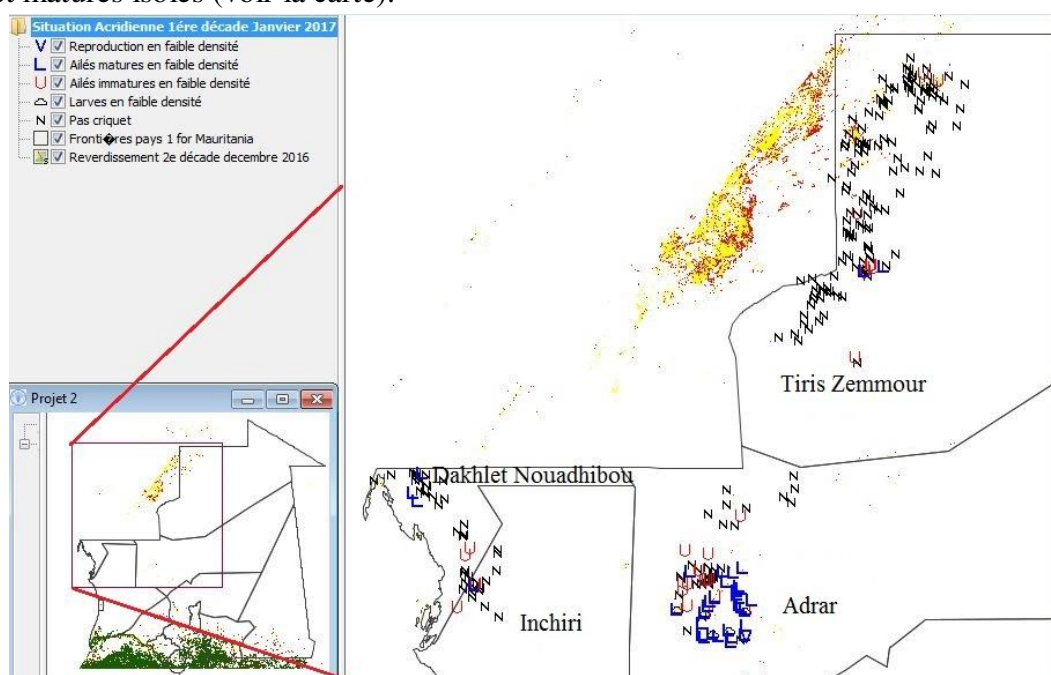 et matures isolés (voir la carte).
Situation Acridienne 1ére décade Janvier 2017
V Reproduction en faible densité
L Ailés matures en faible densité
U Ailés immatures en faible densité
Larves en faible densité
N Pas criquet
Fronti�res pays 1 for Mauritania
Reverdissement 2e décade decembre 2016
Projet 2
Tiris Zemmour
Dakhlet Nouadhibou
Inchiri
Adrar